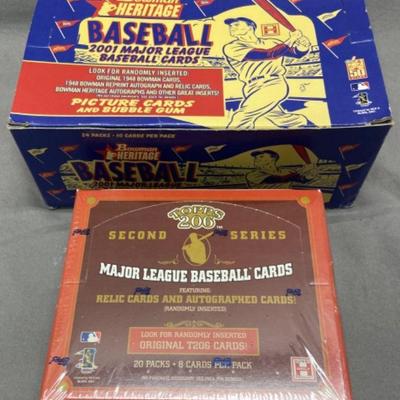 Bowman
HERITAGE
BASEBALL
2001 MAJOR LEAGUE
BASEBALL CARDS
LOOK FOR RANDOMLY INSERTED:
ORIGINAL 1948 BOWMAN CARDS,
1948 BOWMAN REPRINT AUTOGRAPH AND RELIC CARDS,
BOWMAN HERITAGE AUTOGRAPHS AND OTHER GREAT INSERTS!
PICTURE CARDS
AND BUBBLE GUM
24 PACKS • 10 CARDS PER PACK
Bowman
HERITAGE
BASEBALL
2001 MAJOR LEAGUE
TOPPS
206
SECOND SERIES
MAJOR LEAGUE BASEBALL CARDS
FEATURING:
RELIC CARDS AND AUTOGRAPHED CARDS!
(RANDOMLY INSERTED)
LOOK FOR RANDOMLY INSERTED
ORIGINAL T206 CARDS!
20 PACKS • 8 CARDS PER PACK